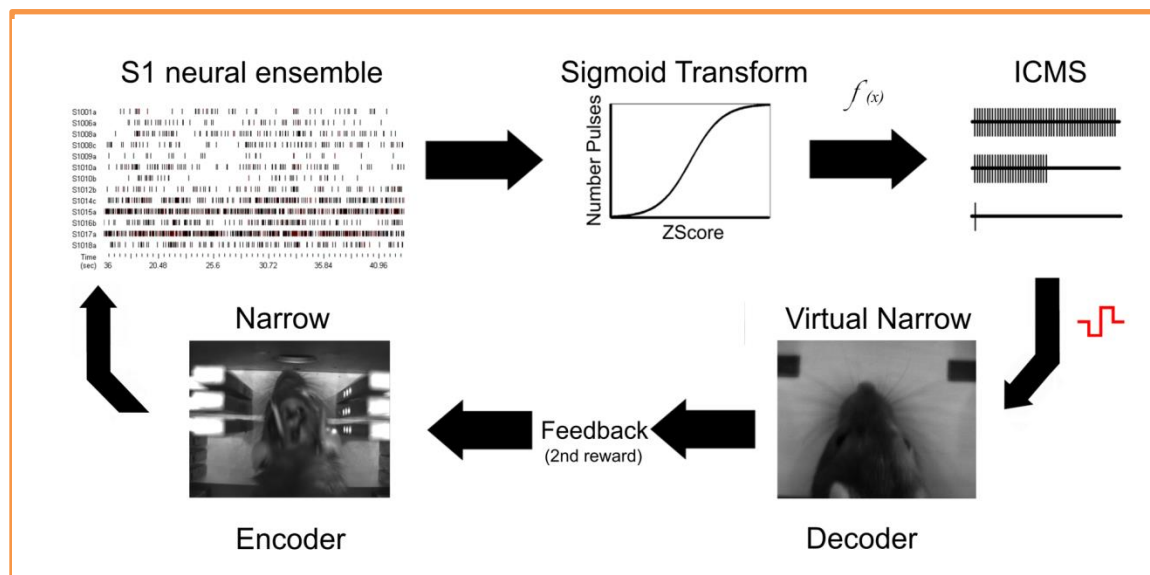 S1 neural ensemble
Sigmoid Transform
f (x)
ICMS
S1001a
S1006a
S1008a
S1008c
S1009a
S1010a
S1010b
S1012b
S1014c
S1015a
S1016b
S1017a
S1018a
Time
(sec)
36 20.48 25.6 30.72 35.84 40.96
Number Pulses
ZScore
Narrow
Virtual Narrow
Feedback
(2nd reward)
Encoder
Decoder